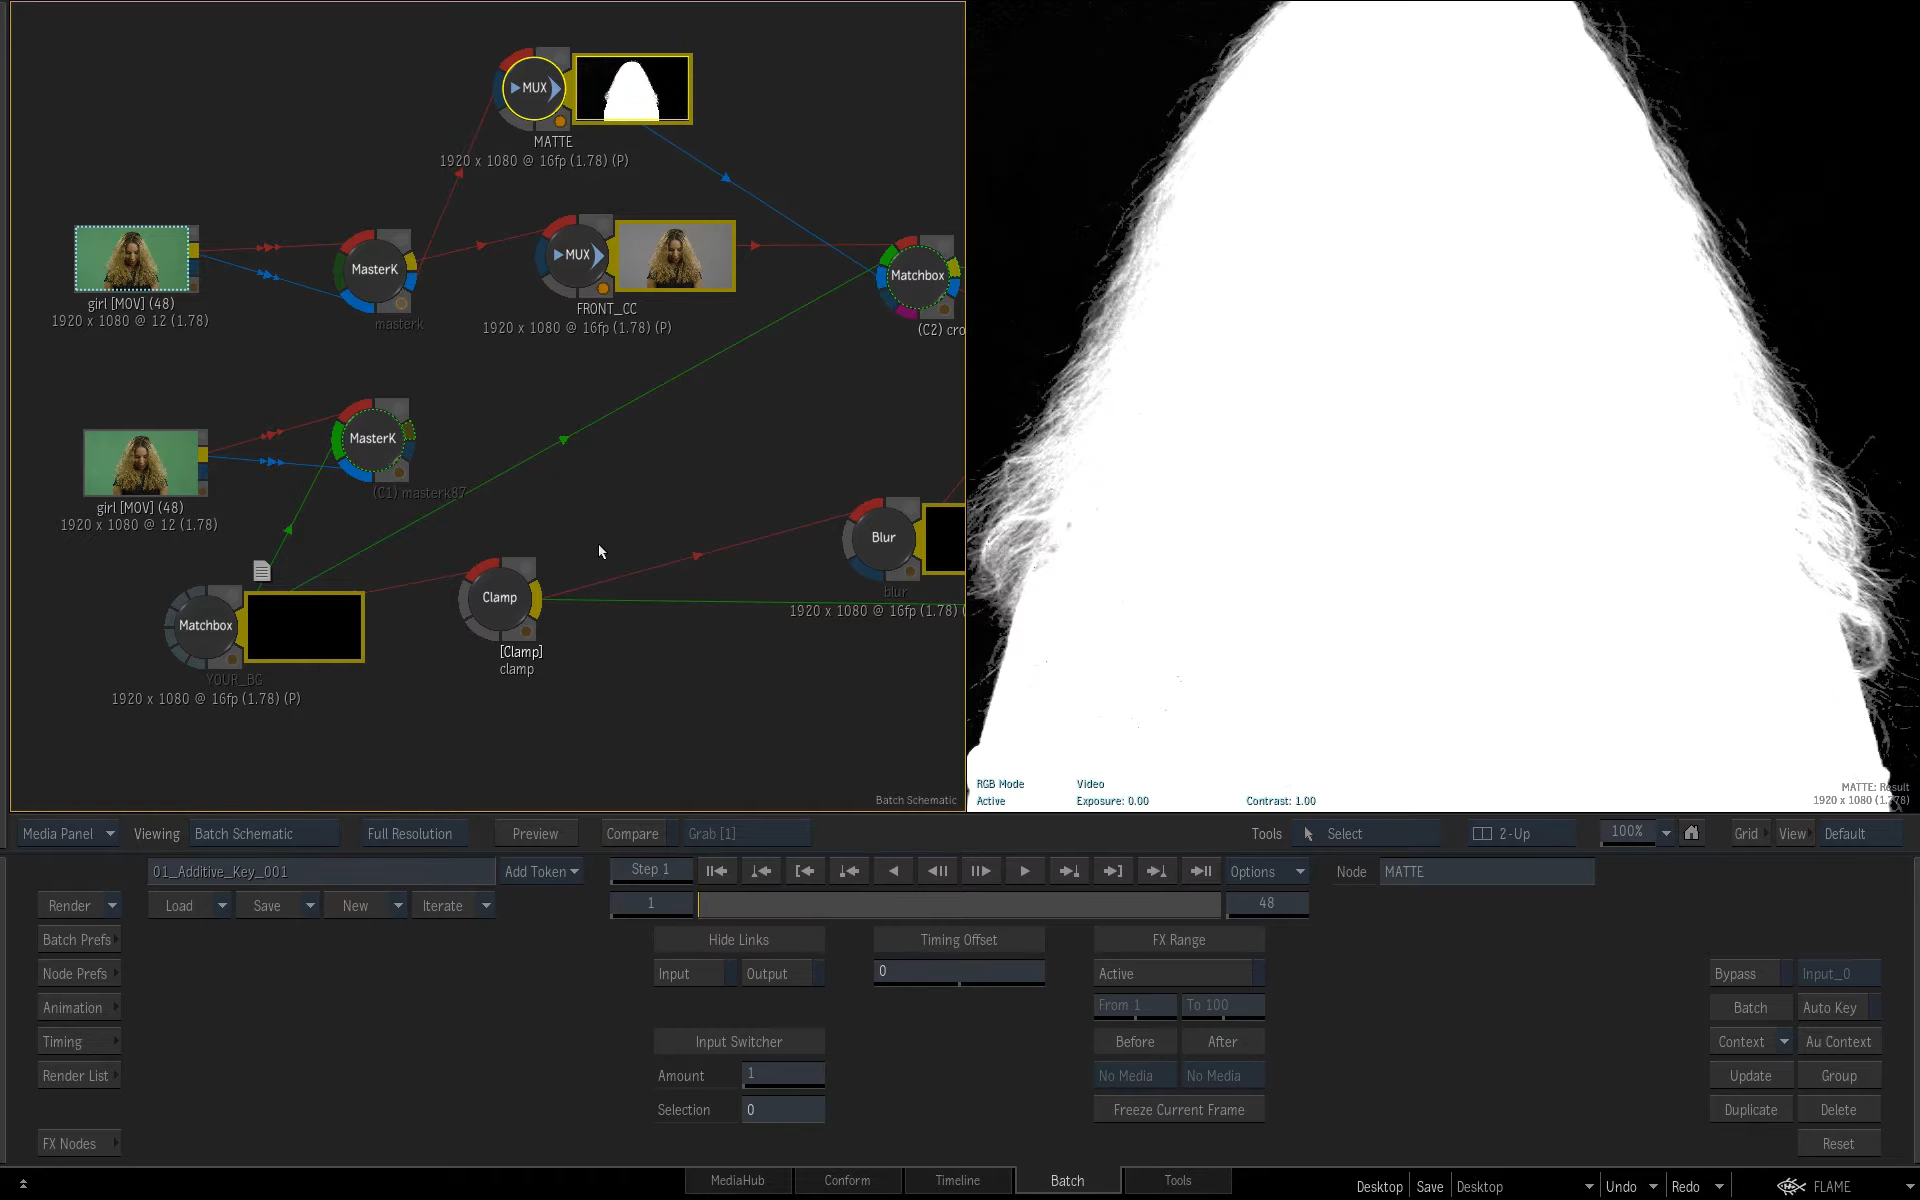 MUX
MATTE
1920 x 1080 @ 16fp (1.78) (P)
girl [MOV] (48)
1920 x 1080 @ 12 (1.78)
MasterK
masterk
MUX
FRONT_CC
1920 x 1080 @ 16fp (1.78) (P)
Matchbox
(C2) cro
girl [MOV] (48)
1920 x 1080 @ 12 (1.78)
MasterK
(C1) masterk87
Matchbox
YOUR_BG
1920 x 1080 @ 16fp (1.78) (P)
Clamp
[Clamp]
clamp
Blur
blur
1920 x 1080 @ 16fp (1.78) (
Batch Schematic
RGB Mode
Active
Video
Exposure: 0.00
Contrast: 1.00
MATTE: Result
1920 x 1080 (1.778)
Media Panel Viewing Batch Schematic Full Resolution Preview Compare Grab [1] Tools Select 2-Up 100% Grid View Default
01_Additive_Key_001 Add Token Step 1 Options Node MATTE
Render Load Save New Iterate 1 48
Batch Prefs Hide Links Timing Offset FX Range
Node Prefs Input Output 0 Active Bypass Input_0
Animation From 1 To 100 Batch Auto Key
Timing Input Switcher Before After Context Au Context
Render List Amount 1 No Media No Media Update Group
Selection 0 Freeze Current Frame Duplicate Delete
FX Nodes Reset
MediaHub Conform Timeline Batch Tools Desktop Save Desktop Undo Redo FLAME